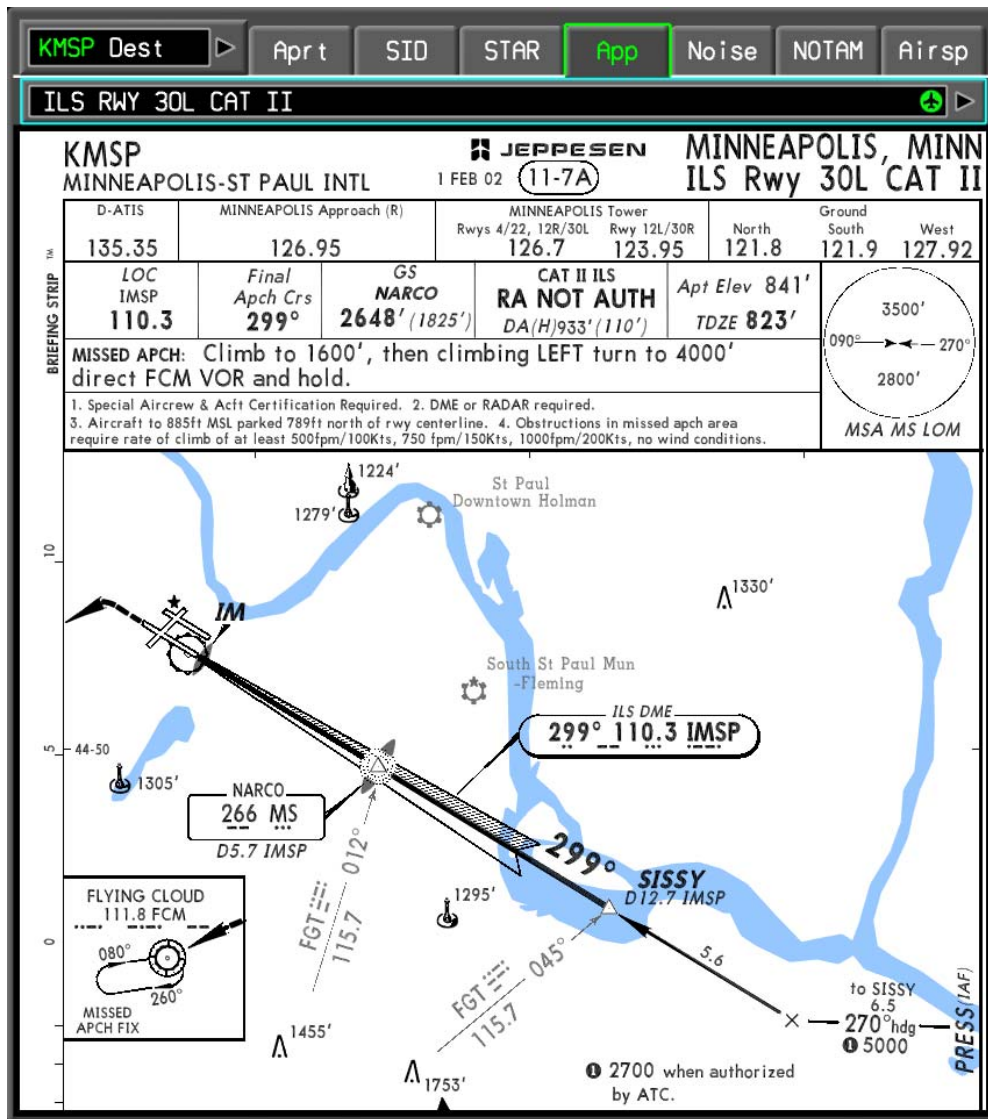 KMSP Dest
Aprt
SID
STAR
App
Noise
NOTAM
Airsp
ILS RWY 30L CAT II
KMSP
MINNEAPOLIS-ST PAUL INTL
JEPPESEN
1 FEB 02 11-7A
MINNEAPOLIS, MINN
ILS Rwy 30L CAT II
BRIEFING STRIP TM
D-ATIS
135.35
MINNEAPOLIS Approach (R)
126.95
MINNEAPOLIS Tower
Rwys 4/22, 12R/30L Rwy 12L/30R
126.7 123.95
Ground
North South West
121.8 121.9 127.92
LOC
IMSP
110.3
Final
Apch Crs
299°
GS
NARCO
2648' (1825')
CAT II ILS
RA NOT AUTH
DA(H) 933' (110')
Apt Elev 841'
TDZE 823'
3500'
090° 270°
2800'
MSA MS LOM
MISSED APCH: Climb to 1600', then climbing LEFT turn to 4000'
direct FCM VOR and hold.
1. Special Aircrew & Acft Certification Required. 2. DME or RADAR required.
3. Aircraft to 885ft MSL parked 789ft north of rwy centerline. 4. Obstructions in missed apch area
require rate of climb of at least 500fpm/100Kts, 750 fpm/150Kts, 1000fpm/200Kts, no wind conditions.
1224'
1279'
St Paul
Downtown Holman
10
1330'
IM
South St Paul Mun
-Fleming
ILS DME
299° 110.3 IMSP
5
44-50
1305'
NARCO
266 MS
D5.7 IMSP
299°
SISSY
D12.7 IMSP
FGT 012°
115.7
1295'
FGT 045°
115.7
5.6
0
FLYING CLOUD
111.8 FCM
080°
260°
MISSED
APCH FIX
to SISSY
6.5
270° hdg
1 5000
PRESS (IAF)
1455'
1753'
1 2700 when authorized
by ATC.